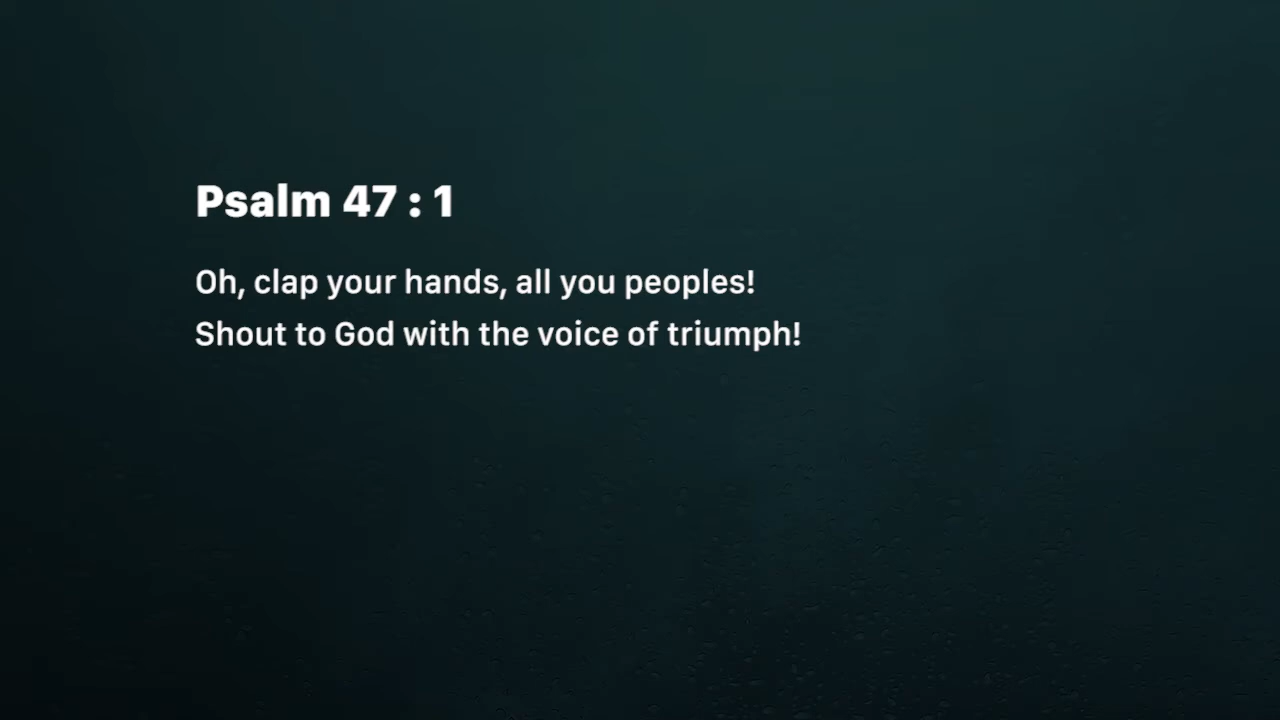 Psalm 47 : 1
Oh, clap your hands, all you peoples!
Shout to God with the voice of triumph!